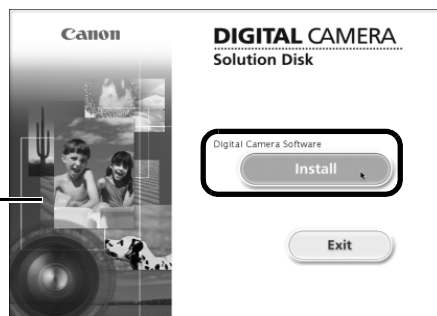 Canon
DIGITAL CAMERA
Solution Disk
Digital Camera Software
Install
Exit